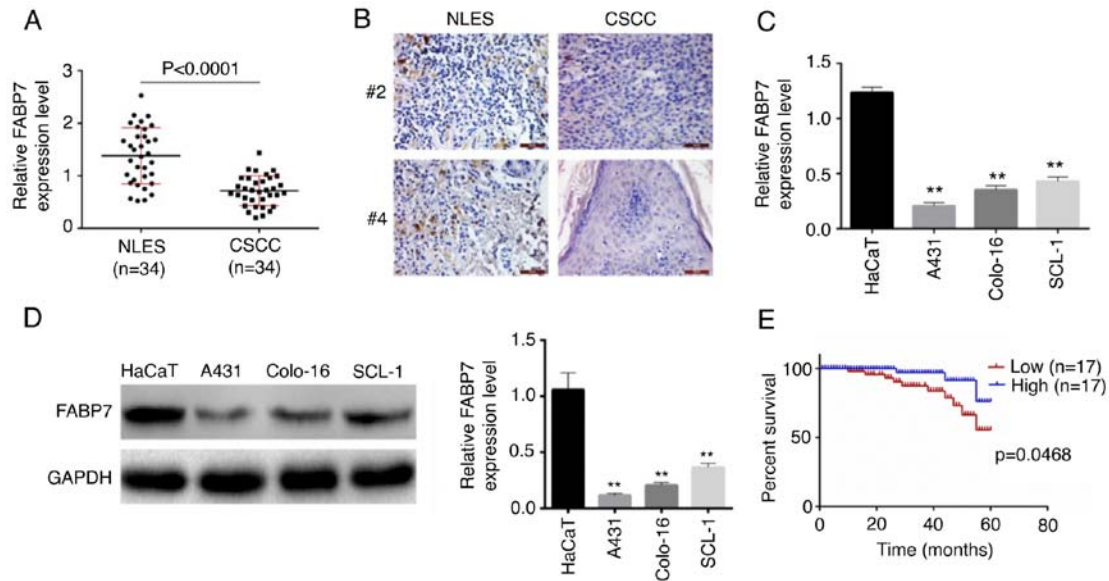 A
Relative FABP7
expression level
3
2
1
0
P<0.0001
NLES
(n=34)
CSCC
(n=34)
B
NLES
CSCC
#2
#4
C
Relative FABP7
expression level
1.5
1.0
0.5
0.0
**
**
**
HaCaT
A431
Colo-16
SCL-1
D
HaCaT A431 Colo-16 SCL-1
FABP7
GAPDH
Relative FABP7
expression level
1.5
1.0
0.5
0.0
**
**
**
HaCaT
A431
Colo-16
SCL-1
E
Percent survival
100
50
0
Low (n=17)
High (n=17)
p=0.0468
0 20 40 60 80
Time (months)